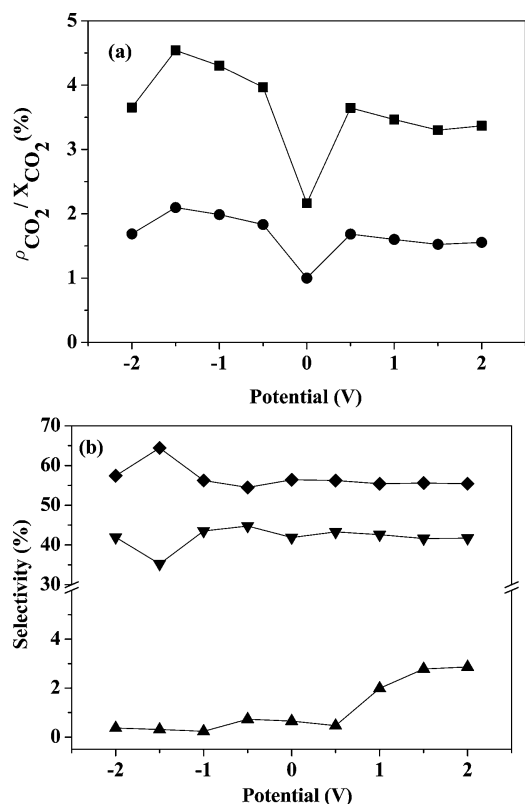 (a)
ρCO2 / XCO2 (%)
5
4
3
2
1
0
-2 -1 0 1 2
Potential (V)
(b)
Selectivity (%)
70
60
50
40
30
4
2
0
-2 -1 0 1 2
Potential (V)